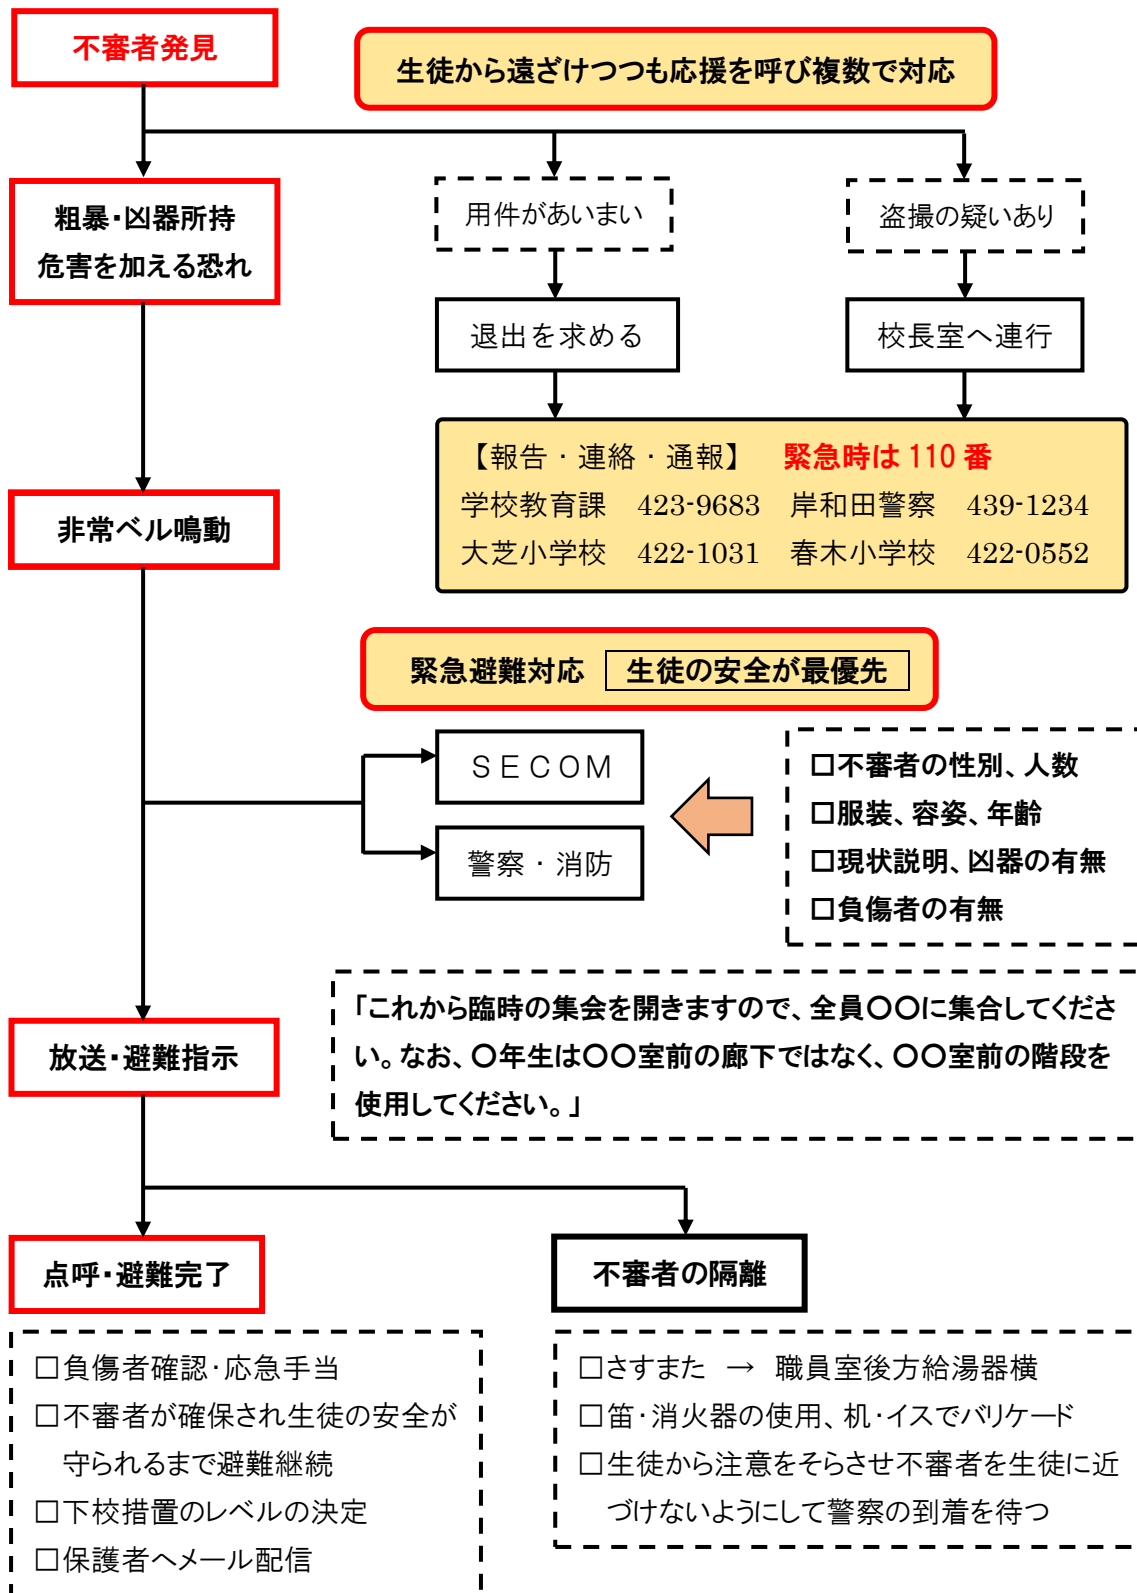 不審者発見
生徒から遠ざけつつも応援を呼び複数で対応
粗暴・凶器所持
危害を加える恐れ
用件があいまい
盗撮の疑いあり
退出を求める
校長室へ連行
【報告・連絡・通報】 緊急時は 110 番
学校教育課 423-9683 岸和田警察 439-1234
大芝小学校 422-1031 春木小学校 422-0552
非常ベル鳴動
緊急避難対応 生徒の安全が最優先
ＳＥＣＯＭ
警察・消防
□不審者の性別、人数
□服装、容姿、年齢
□現状説明、凶器の有無
□負傷者の有無
放送・避難指示
「これから臨時の集会を開きますので、全員〇〇に集合してくださ
い。なお、〇年生は〇〇室前の廊下ではなく、〇〇室前の階段を
使用してください。」
点呼・避難完了
不審者の隔離
□負傷者確認・応急手当
□不審者が確保され生徒の安全が
守られるまで避難継続
□下校措置のレベルの決定
□保護者へメール配信
□さすまた → 職員室後方給湯器横
□笛・消火器の使用、机・イスでバリケード
□生徒から注意をそらさせ不審者を生徒に近
づけないようにして警察の到着を待つ